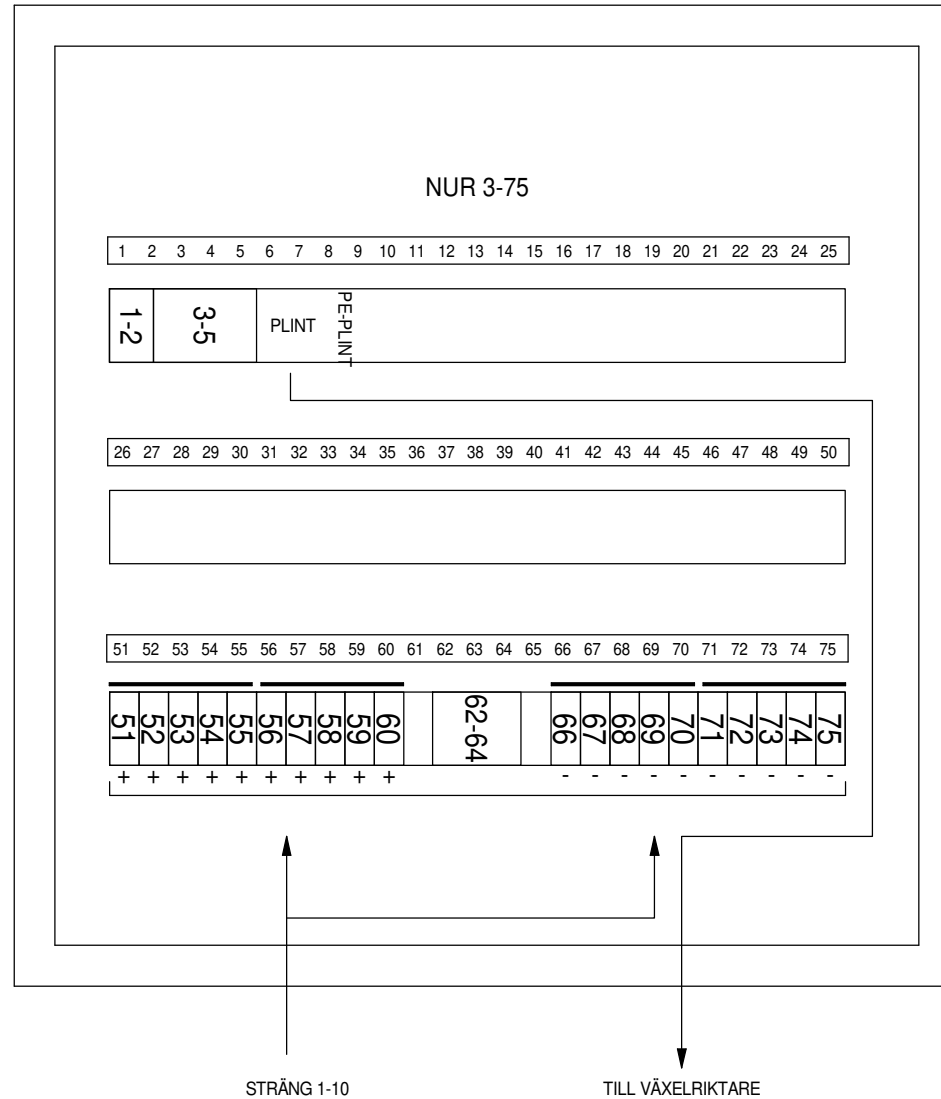 NUR 3-75
1 2 3 4 5 6 7 8 9 10 11 12 13 14 15 16 17 18 19 20 21 22 23 24 25
1-2 3-5 PLINT PE-PLINT
26 27 28 29 30 31 32 33 34 35 36 37 38 39 40 41 42 43 44 45 46 47 48 49 50
51 52 53 54 55 56 57 58 59 60 61 62 63 64 65 66 67 68 69 70 71 72 73 74 75
51 52 53 54 55 56 57 58 59 60 62-64 66 67 68 69 70 71 72 73 74 75
+ + + + + + + + + + - - - - - - - - - -
STRÄNG 1-10 TILL VÄXELRIKTARE